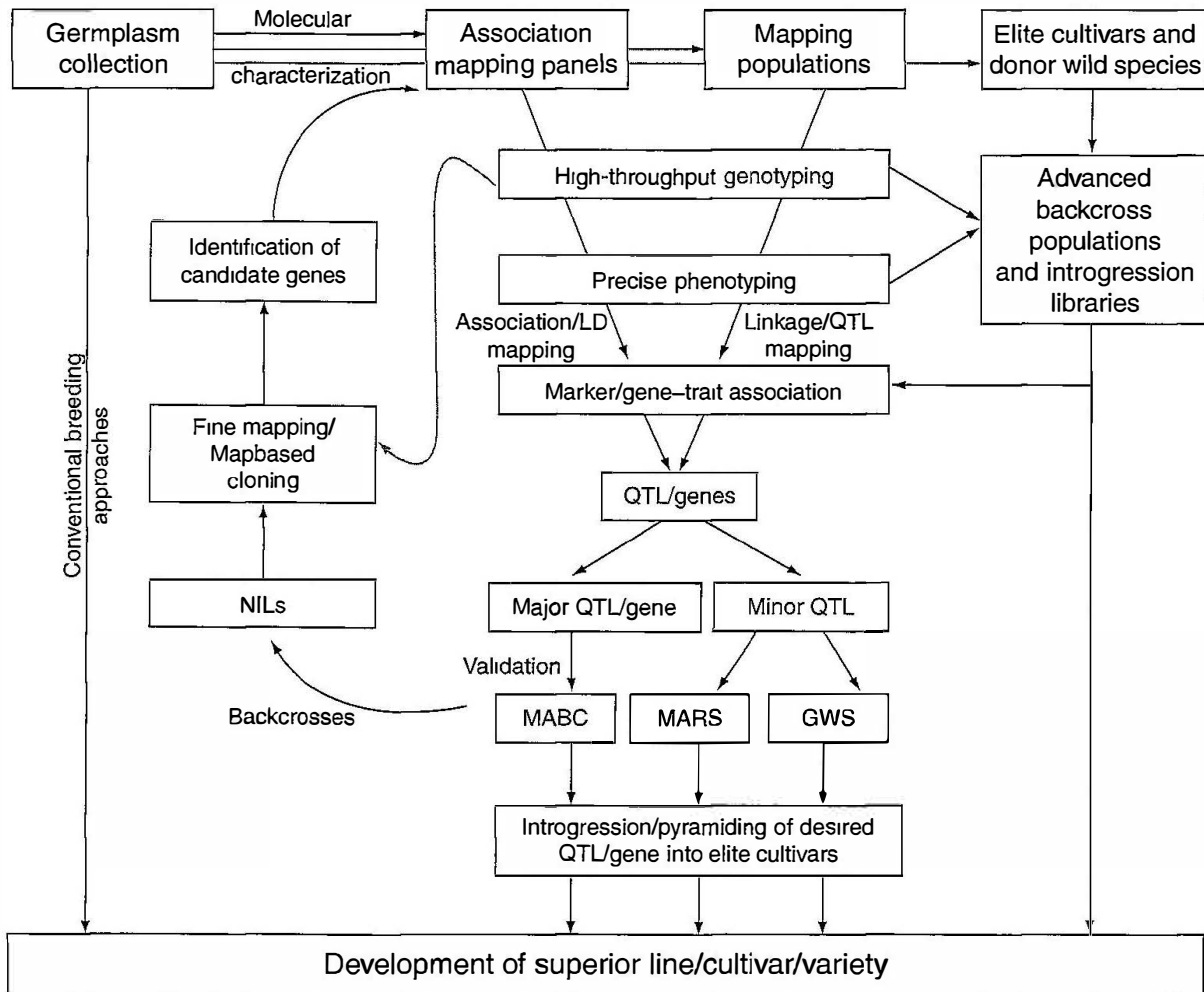 Germplasm
collection
Molecular
characterization
Association
mapping panels
Mapping
populations
Elite cultivars and
donor wild species
High-throughput genotyping
Advanced
backcross
populations
and introgression
libraries
Identification of
candidate genes
Precise phenotyping
Association/LD
mapping
Linkage/QTL
mapping
Marker/gene–trait association
Conventional breeding
approaches
Fine mapping/
Mapbased
cloning
QTL/genes
NILs
Major QTL/gene
Minor QTL
Validation
Backcrosses
MABC
MARS
GWS
Introgression/pyramiding of desired
QTL/gene into elite cultivars
Development of superior line/cultivar/variety